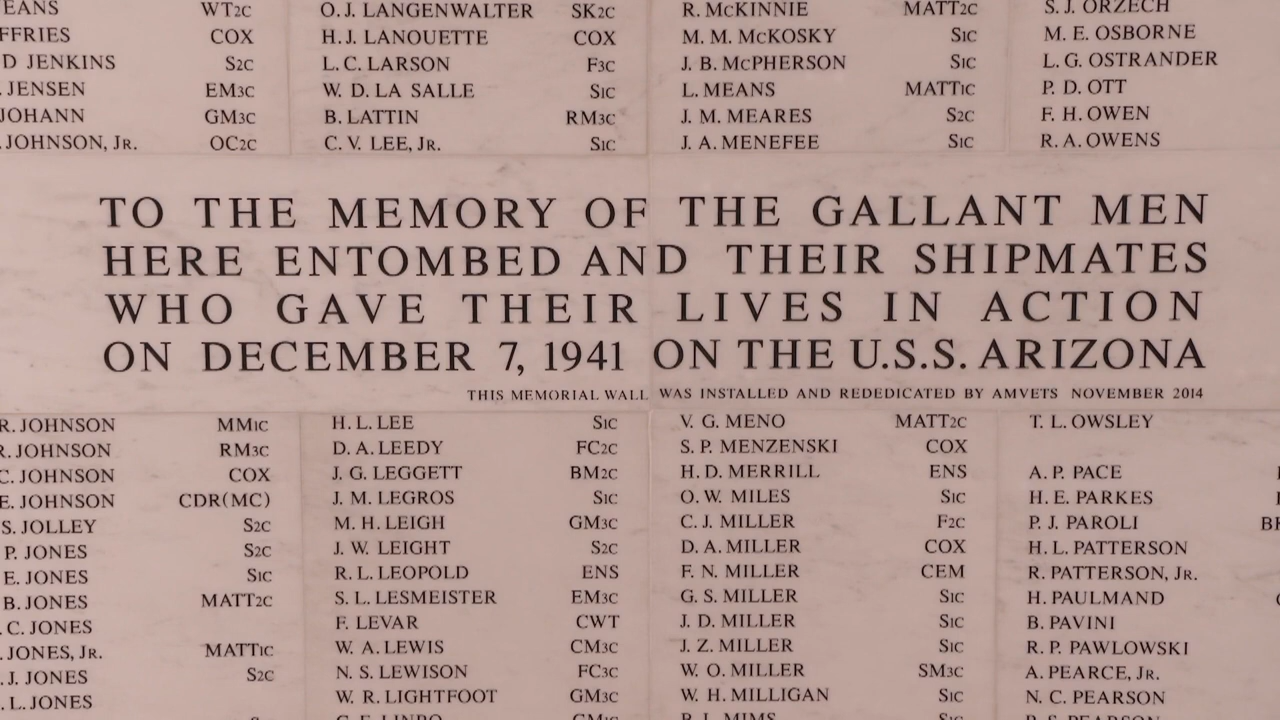 EANS WT2C
FFRIES COX
D JENKINS S2C
. JENSEN EM3C
JOHANN GM3C
. JOHNSON, JR. OC2C
O. J. LANGENWALTER SK2C
H. J. LANOUETTE COX
L. C. LARSON F3C
W. D. LA SALLE S1C
B. LATTIN RM3C
C. V. LEE, JR. S1C
R. McKINNIE MATT2C
M. M. McKOSKY S1C
J. B. McPHERSON S1C
L. MEANS MATT1C
J. M. MEARES S2C
J. A. MENEFEE S1C
S. J. ORZECH
M. E. OSBORNE
L. G. OSTRANDER
P. D. OTT
F. H. OWEN
R. A. OWENS
TO THE MEMORY OF THE GALLANT MEN
HERE ENTOMBED AND THEIR SHIPMATES
WHO GAVE THEIR LIVES IN ACTION
ON DECEMBER 7, 1941 ON THE U.S.S. ARIZONA
THIS MEMORIAL WALL WAS INSTALLED AND REDEDICATED BY AMVETS NOVEMBER 2014
R. JOHNSON MM1C
R. JOHNSON RM3C
C. JOHNSON COX
E. JOHNSON CDR(MC)
S. JOLLEY S2C
P. JONES S2C
E. JONES S1C
B. JONES MATT2C
. C. JONES
. JONES, JR. MATT1C
. J. JONES S2C
. L. JONES
H. L. LEE S1C
D. A. LEEDY FC2C
J. G. LEGGETT BM2C
J. M. LEGROS S1C
M. H. LEIGH GM3C
J. W. LEIGHT S2C
R. L. LEOPOLD ENS
S. L. LESMEISTER EM3C
F. LEVAR CWT
W. A. LEWIS CM3C
N. S. LEWISON FC3C
W. R. LIGHTFOOT GM3C
V. G. MENO MATT2C
S. P. MENZENSKI COX
H. D. MERRILL ENS
O. W. MILES S1C
C. J. MILLER F2C
D. A. MILLER COX
F. N. MILLER CEM
G. S. MILLER S1C
J. D. MILLER S1C
J. Z. MILLER S1C
W. O. MILLER SM3C
W. H. MILLIGAN S1C
R. L. MIMS S1C
T. L. OWSLEY
A. P. PACE
H. E. PARKES
P. J. PAROLI
H. L. PATTERSON
R. PATTERSON, JR.
H. PAULMAND
B. PAVINI
R. P. PAWLOWSKI
A. PEARCE, JR.
N. C. PEARSON